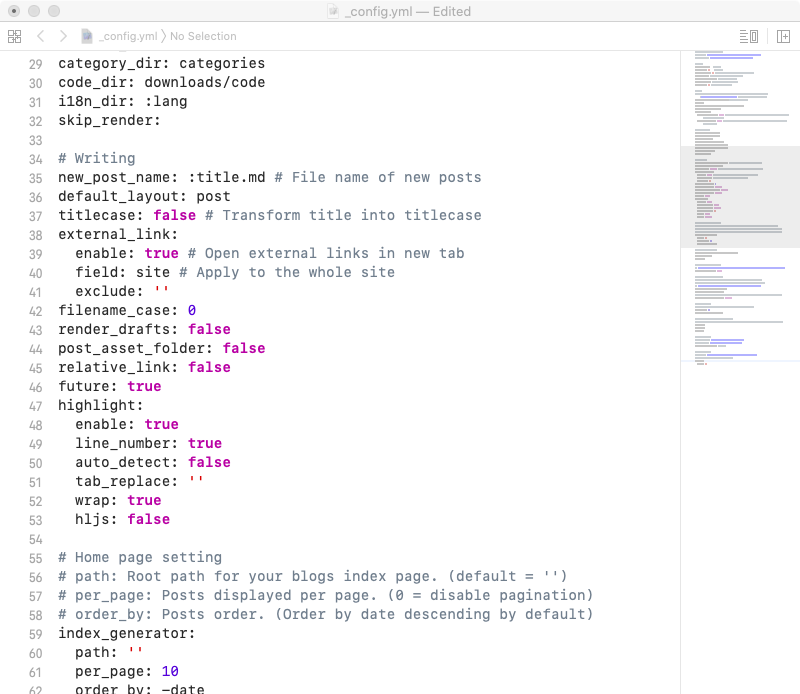 _config.yml — Edited
_config.yml No Selection
29 category_dir: categories
30 code_dir: downloads/code
31 i18n_dir: :lang
32 skip_render:
33
34 # Writing
35 new_post_name: :title.md # File name of new posts
36 default_layout: post
37 titlecase: false # Transform title into titlecase
38 external_link:
39   enable: true # Open external links in new tab
40   field: site # Apply to the whole site
41   exclude: ''
42 filename_case: 0
43 render_drafts: false
44 post_asset_folder: false
45 relative_link: false
46 future: true
47 highlight:
48   enable: true
49   line_number: true
50   auto_detect: false
51   tab_replace: ''
52   wrap: true
53   hljs: false
54
55 # Home page setting
56 # path: Root path for your blogs index page. (default = '')
57 # per_page: Posts displayed per page. (0 = disable pagination)
58 # order_by: Posts order. (Order by date descending by default)
59 index_generator:
60   path: ''
61   per_page: 10
62   order_by: -date